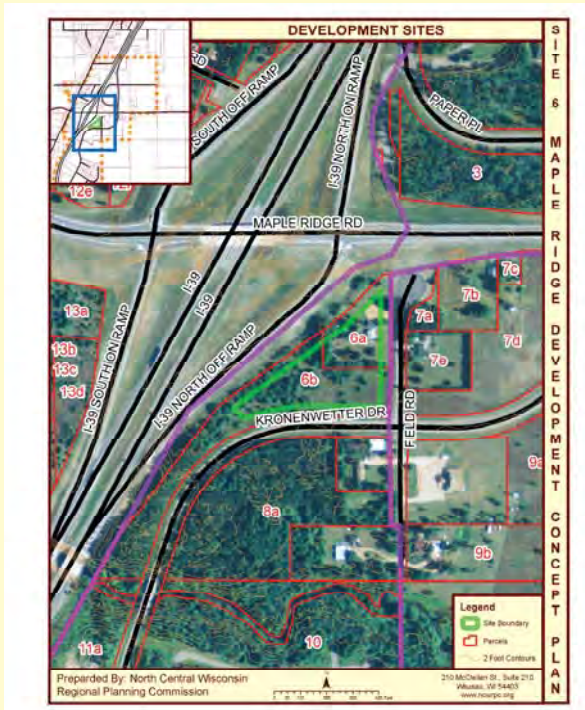 DEVELOPMENT SITES
SITE 6 MAPLE RIDGE DEVELOPMENT CONCEPT PLAN
SOUTH OFF RAMP
I-39 NORTH ON RAMP
PAPER PL
3
12e
MAPLE RIDGE RD
I-39
I-39
I-39 SOUTH ON RAMP
I-39 NORTH OFF RAMP
13a
13b
13c
13d
7c
7b
7a
7d
7e
6a
6b
KRONENWETTER DR
FELD RD
9a
8a
9b
10
11a
Legend
Site Boundary
Parcels
2 Foot Contours
Prepared By: North Central Wisconsin
Regional Planning Commission
210 McClellan St., Suite 210
Wausau, WI 54403
www.ncwrpc.org